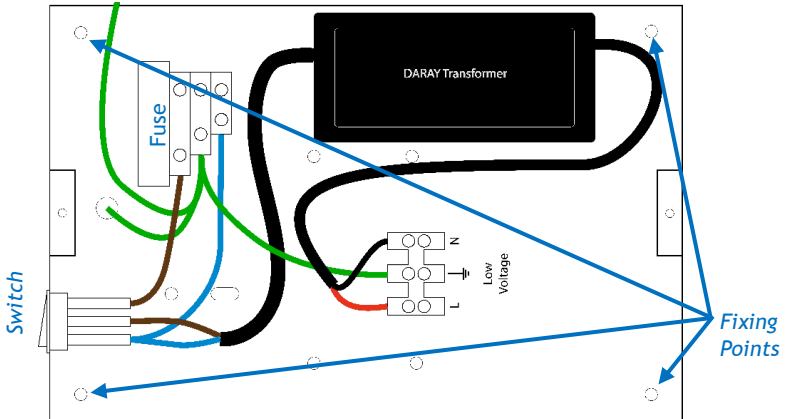 DARAY Transformer
Fuse
N
L
Low
Voltage
Switch
Fixing
Points